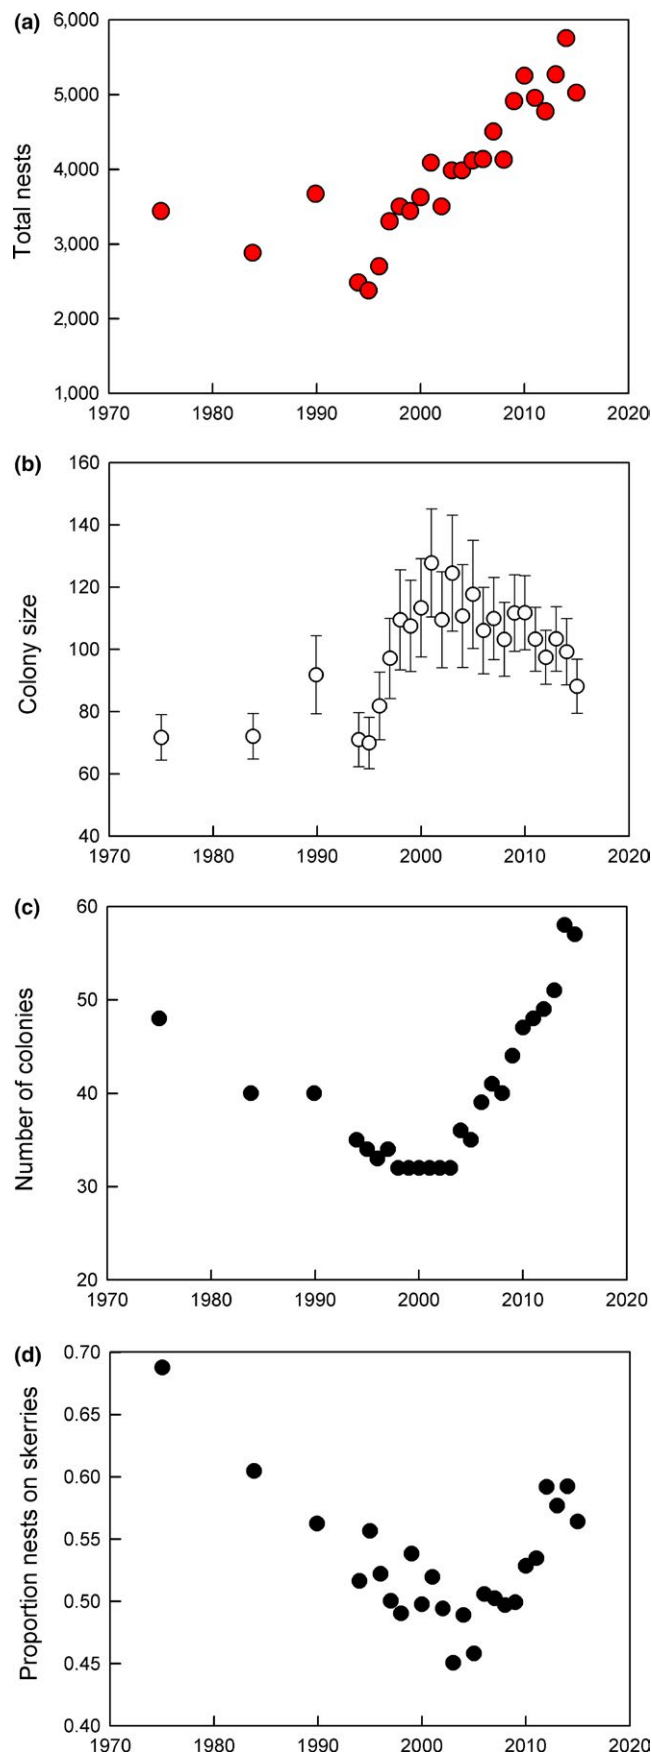 (a)
6,000
5,000
4,000
3,000
2,000
1,000
Total nests
1970 1980 1990 2000 2010 2020
(b)
160
140
120
100
80
60
40
Colony size
1970 1980 1990 2000 2010 2020
(c)
60
50
40
30
20
Number of colonies
1970 1980 1990 2000 2010 2020
(d)
0.70
0.65
0.60
0.55
0.50
0.45
0.40
Proportion nests on skerries
1970 1980 1990 2000 2010 2020